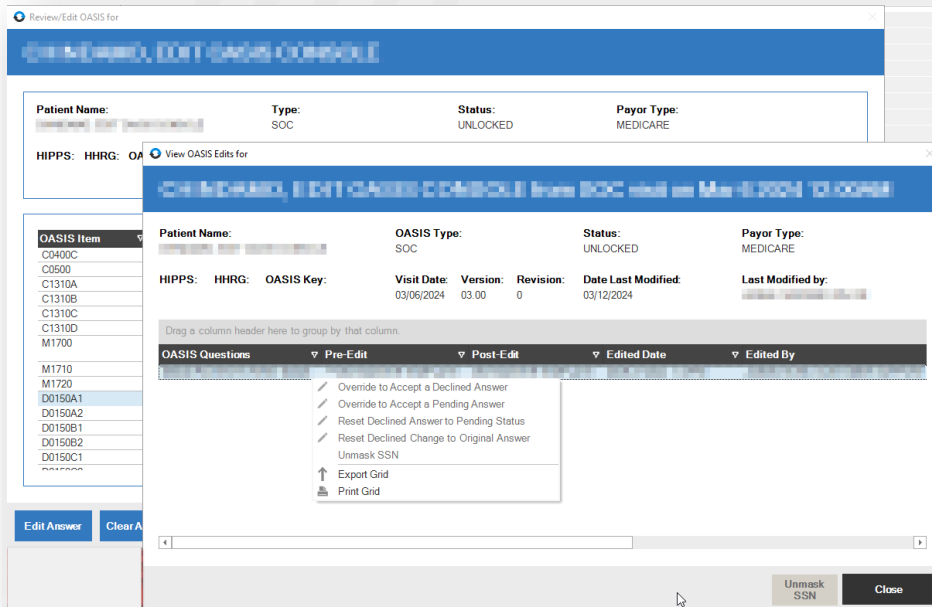 Review/Edit OASIS for
Patient Name: Type: Status: Payor Type:
SOC UNLOCKED MEDICARE
HIPPS: HHRG: OA
OASIS Item
C0400C
C0500
C1310A
C1310B
C1310C
C1310D
M1700
M1710
M1720
D0150A1
D0150A2
D0150B1
D0150B2
D0150C1
Edit Answer Clear A
View OASIS Edits for
Patient Name: OASIS Type: Status: Payor Type:
SOC UNLOCKED MEDICARE
HIPPS: HHRG: OASIS Key: Visit Date: Version: Revision: Date Last Modified: Last Modified by:
03/06/2024 03.00 0 03/12/2024
Drag a column header here to group by that column.
OASIS Questions Pre-Edit Post-Edit Edited Date Edited By
Override to Accept a Declined Answer
Override to Accept a Pending Answer
Reset Declined Answer to Pending Status
Reset Declined Change to Original Answer
Unmask SSN
Export Grid
Print Grid
Unmask
SSN
Close